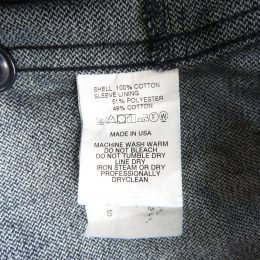 SHELL 100% COTTON
SLEEVE LINING
51% POLYESTER
49% COTTON
MADE IN USA
MACHINE WASH WARM
DO NOT BLEACH
DO NOT TUMBLE DRY
LINE DRY
IRON STEAM OR DRY
PROFESSIONALLY
DRYCLEAN